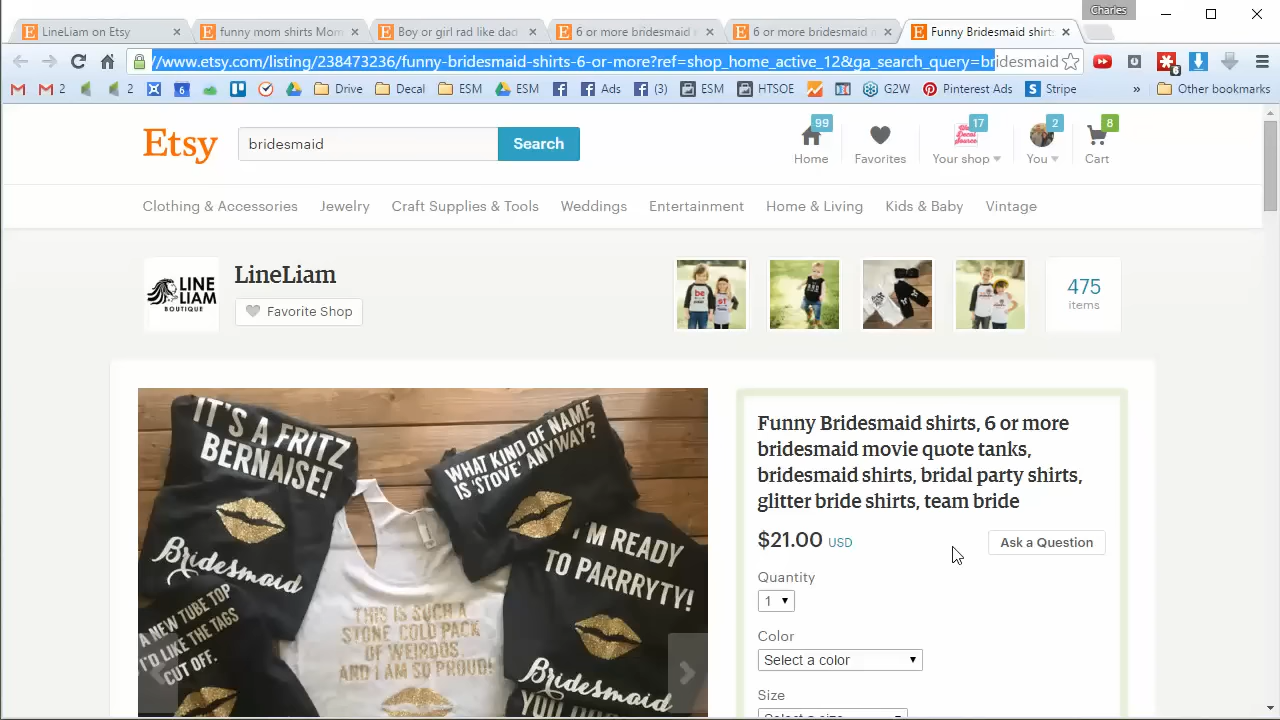 Charles
LineLiam on Etsy
funny mom shirts Mom
Boy or girl rad like dad
6 or more bridesmaid
6 or more bridesmaid
Funny Bridesmaid shirts
//www.etsy.com/listing/238473236/funny-bridesmaid-shirts-6-or-more?ref=shop_home_active_12&ga_search_query=bridesmaid
2
2
6
Drive
Decal
ESM
ESM
Ads
(3)
ESM
HTSOE
G2W
Pinterest Ads
Stripe
»
Other bookmarks
Etsy
bridesmaid
Search
99
17
2
8
Home
Favorites
Your shop
You
Cart
Clothing & Accessories
Jewelry
Craft Supplies & Tools
Weddings
Entertainment
Home & Living
Kids & Baby
Vintage
LINE
LIAM
BOUTIQUE
LineLiam
Favorite Shop
475
items
IT'S A FRITZ
BERNAISE!
Bridesmaid
WHAT KIND OF NAME
IS 'STOVE' ANYWAY?
I'M READY
TO PARRRYTY!
Bridesmaid
A NEW TUBE TOP
I'D LIKE THE TAGS
CUT OFF.
THIS IS SUCH A
STONE COLD PACK
OF WEIRDOS.
AND I AM SO PROUD!
Funny Bridesmaid shirts, 6 or more
bridesmaid movie quote tanks,
bridesmaid shirts, bridal party shirts,
glitter bride shirts, team bride
$21.00 USD
Ask a Question
Quantity
1
Color
Select a color
Size
Select a size